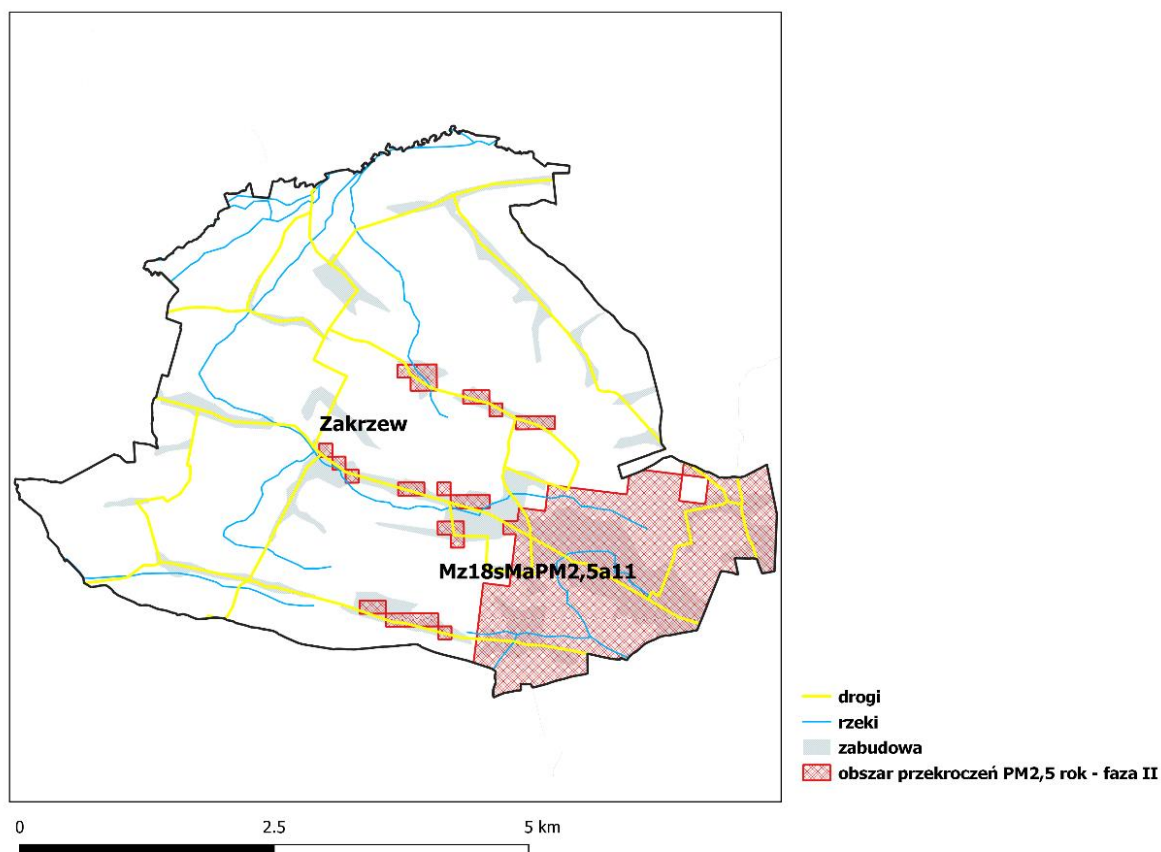 Zakrzew
Mz18sMaPM2,5a11
drogi
rzeki
zabudowa
obszar przekroczeń PM2,5 rok - faza II
0 2.5 5 km